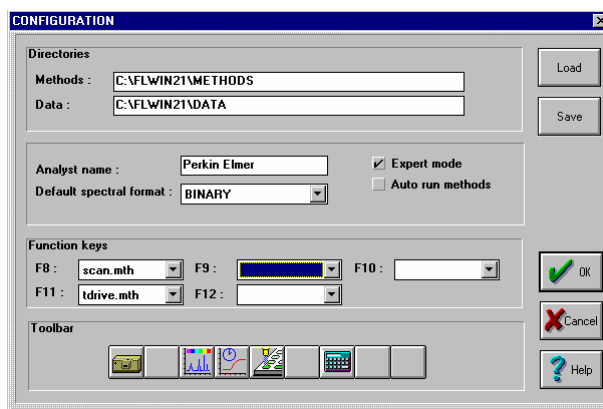 CONFIGURATION
Directories
Methods : C:\FLWIN21\METHODS
Data : C:\FLWIN21\DATA
Load
Save
Analyst name : Perkin Elmer
Expert mode
Default spectral format : BINARY
Auto run methods
Function keys
F8 : scan.mth F9 : F10 :
F11 : tdrive.mth F12 :
OK
Cancel
Help
Toolbar